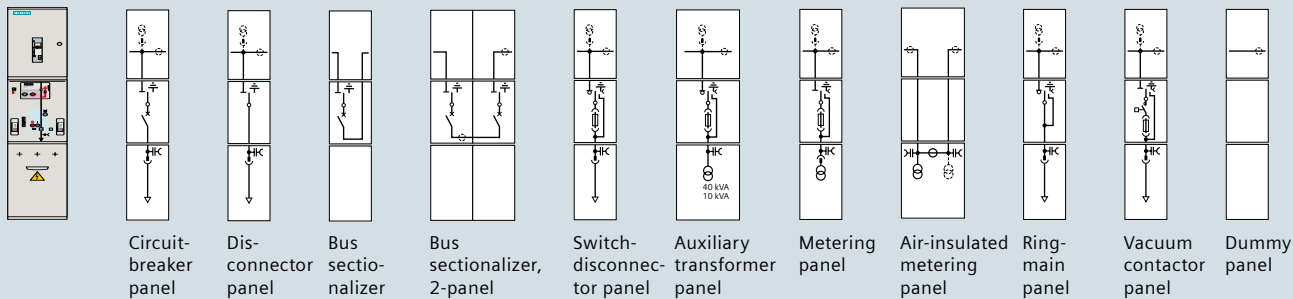 SIEMENS
40 kVA
10 kVA
Circuit-
breaker
panel
Dis-
connector
panel
Bus
sectio-
nalizer
Bus
sectionalizer,
2-panel
Switch-
disconnec-
tor panel
Auxiliary
transformer
panel
Metering
panel
Air-insulated
metering
panel
Ring-
main
panel
Vacuum
contactor
panel
Dummy
panel